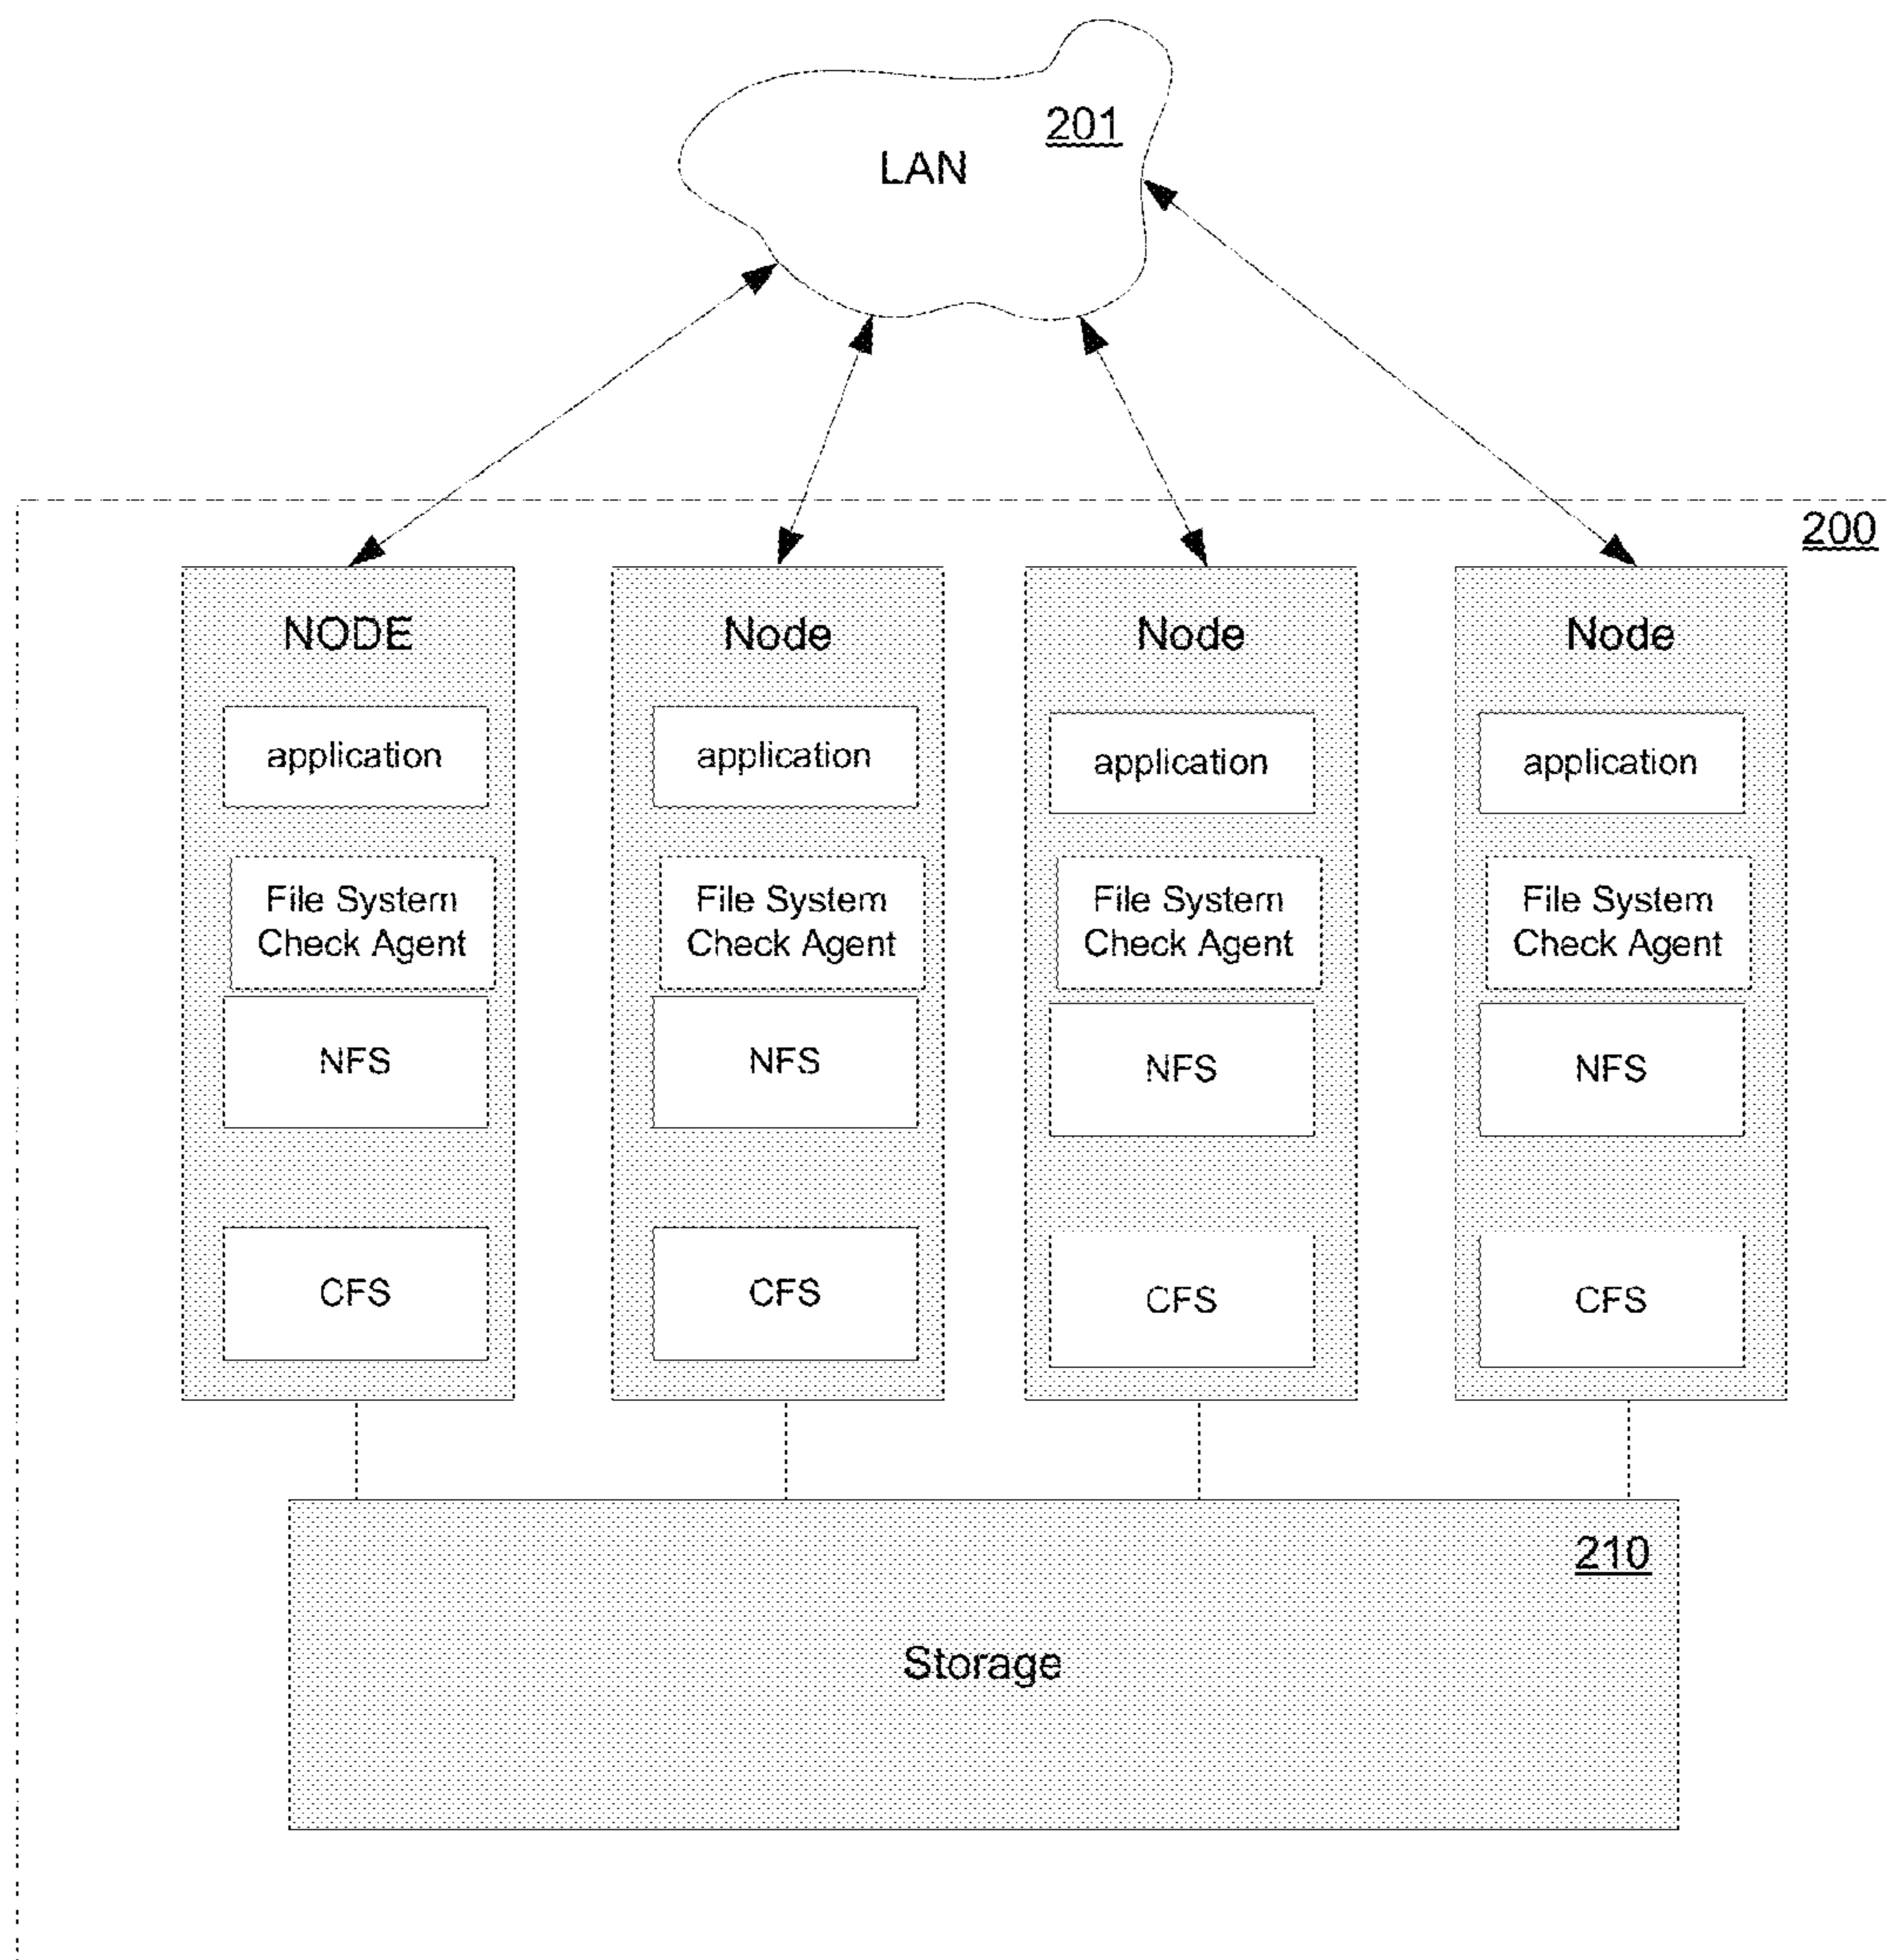 201
LAN
200
NODE
Node
Node
Node
application
application
application
application
File System
Check Agent
File System
Check Agent
File System
Check Agent
File System
Check Agent
NFS
NFS
NFS
NFS
CFS
CFS
CFS
CFS
210
Storage